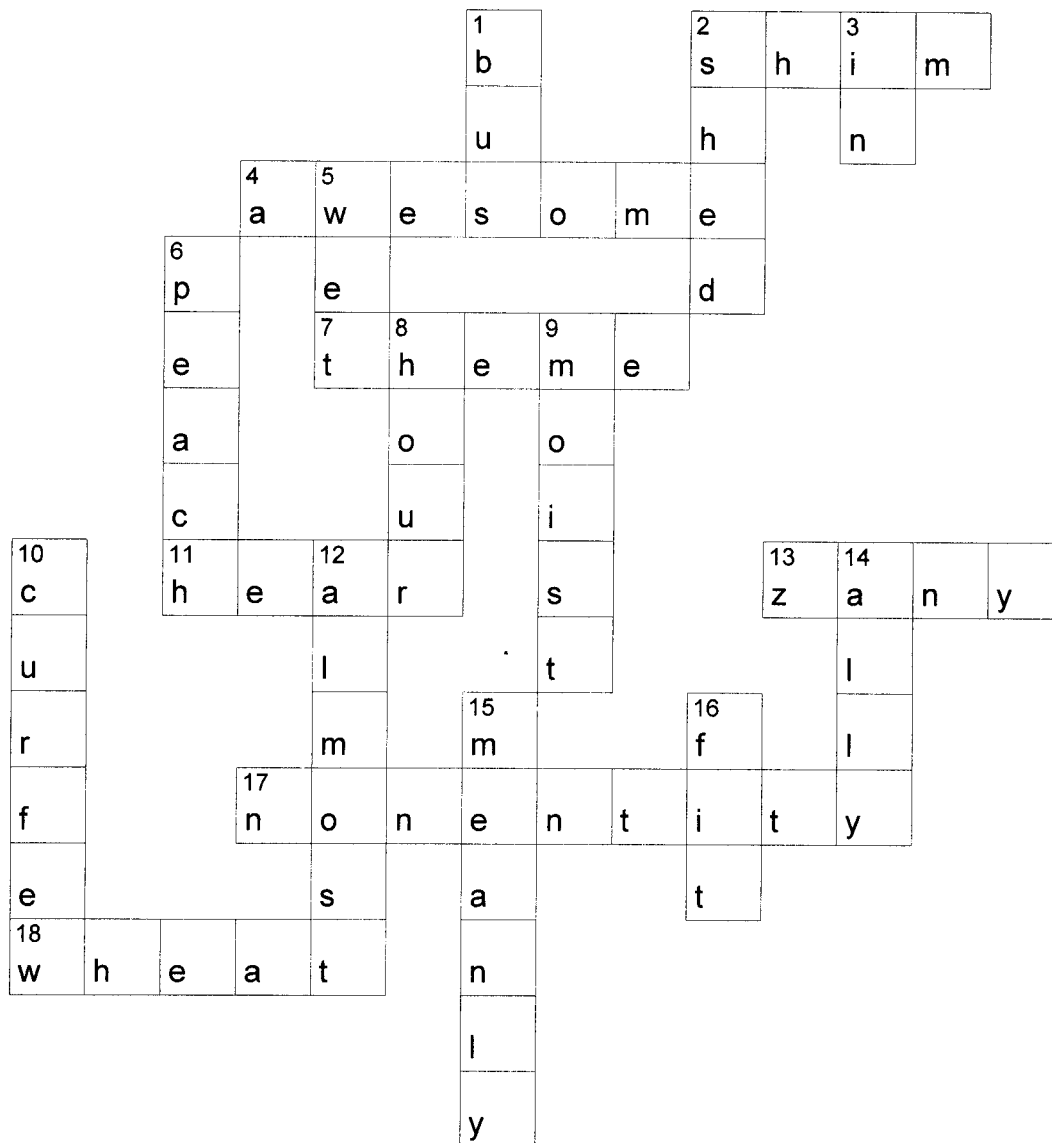 1 2 3
b s h i m
u h n
4 5
a w e s o m e
6
p e d
7 8 9
e t h e m e
a o o
c u i
10 11 12 13 14
c h e a r s z a n y
u l t l
15 16
r m m f l
17
f n o n e n t i t y
e s a t
18
w h e a t n
l
y